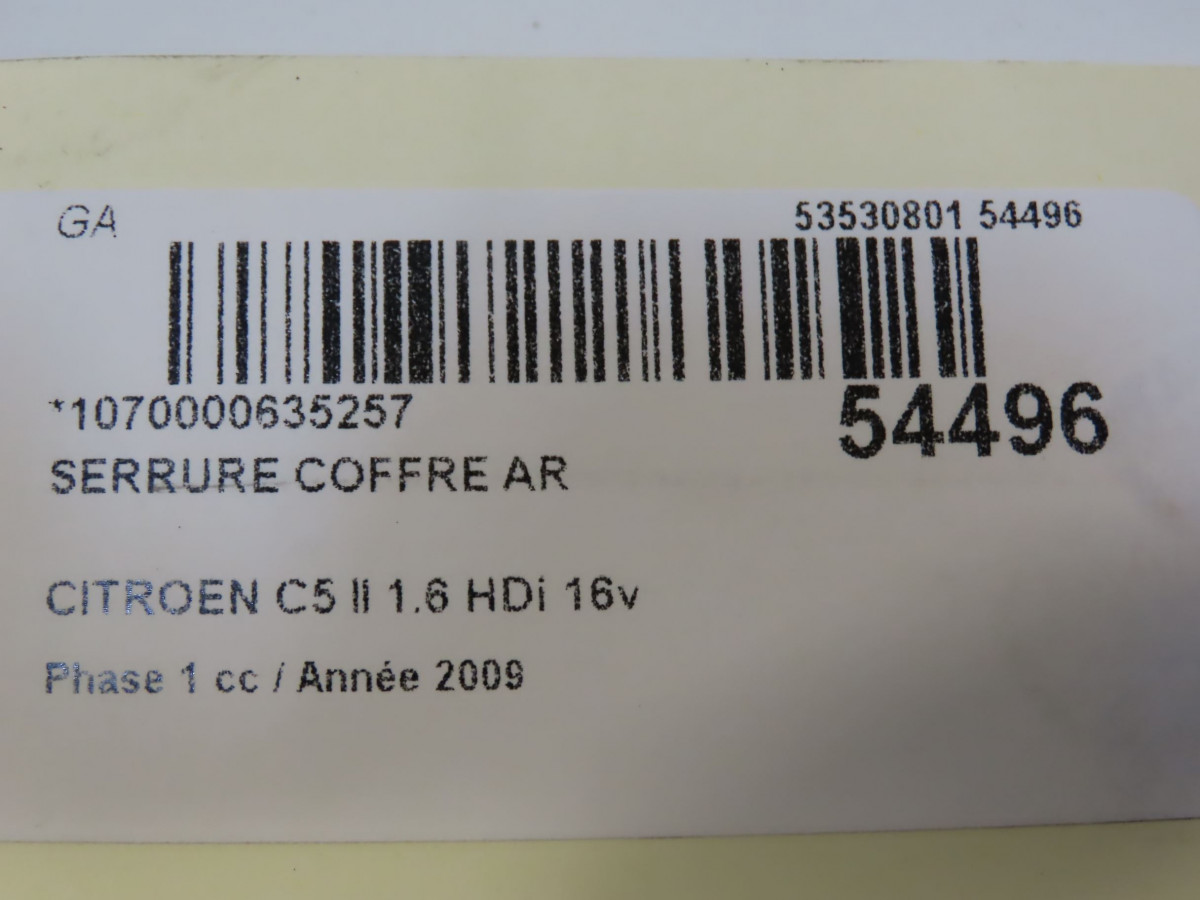 GA 53530801 54496
*1070000635257
54496
SERRURE COFFRE AR
CITROEN C5 II 1.6 HDi 16v
Phase 1 cc / Année 2009